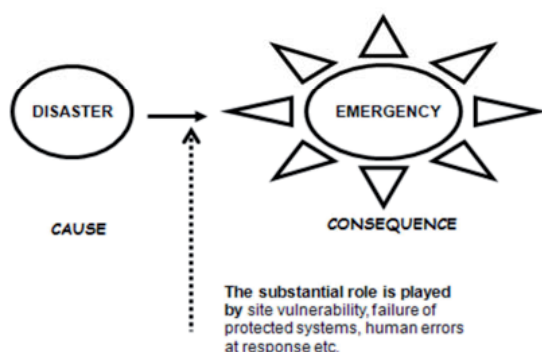 DISASTER
EMERGENCY
CAUSE
CONSEQUENCE
The substantial role is played
by site vulnerability, failure of
protected systems, human errors
at response etc.